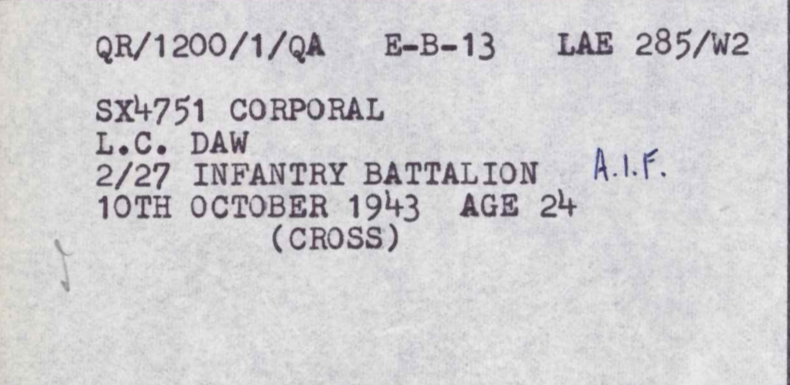 QR/1200/1/QA E-B-13 LAE 285/W2
SX4751 CORPORAL
L.C. DAW
2/27 INFANTRY BATTALION A.I.F.
10TH OCTOBER 1943 AGE 24
(CROSS)